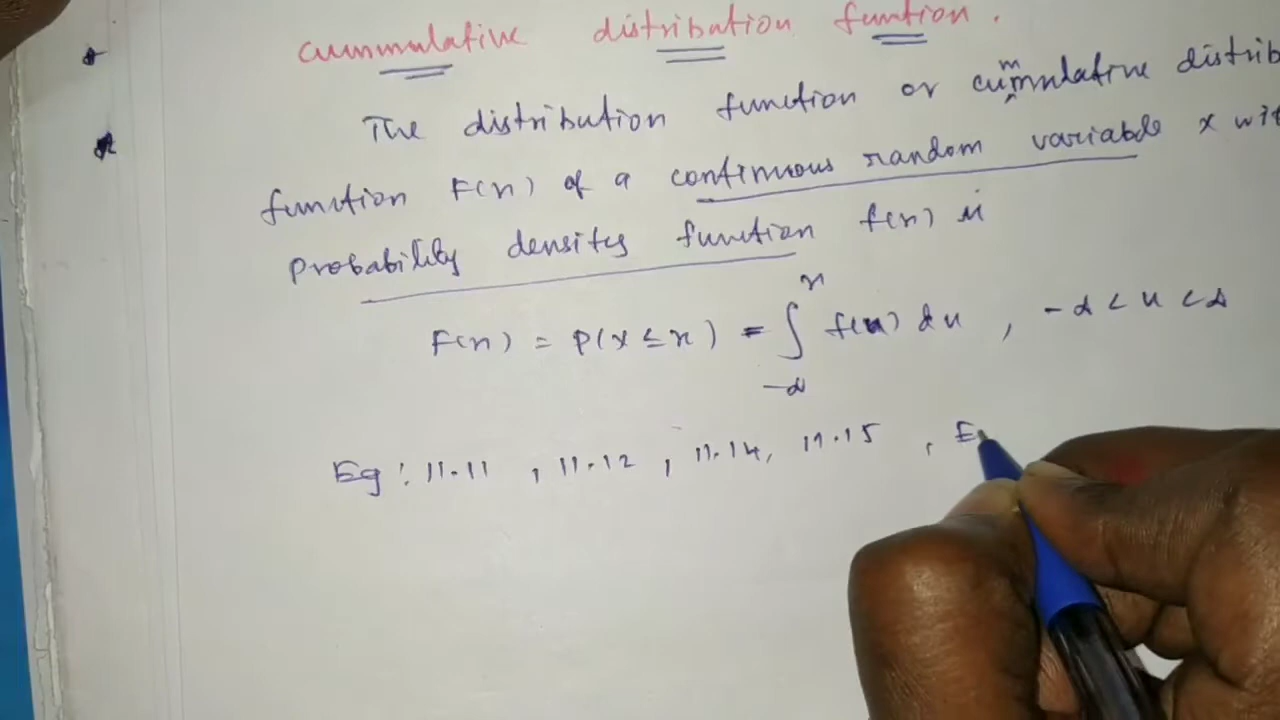 cummulative distribution funtion.
The distribution function or cummulative distrib
function F(x) of a continuous random variable X wit
probability density function f(x) is
F(x) = P(X ≤ x) = ∫_{-∞}^{x} f(u) du , -∞ < u < ∞
Eg : 11.11 , 11.12 , 11.14, 11.15 , E